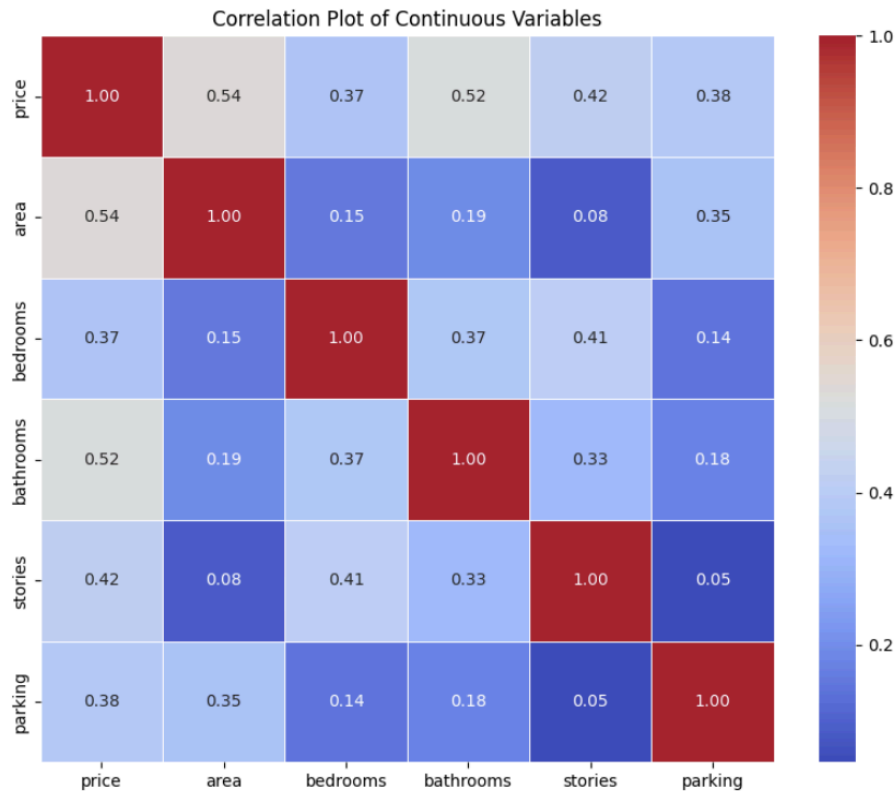 Correlation Plot of Continuous Variables
price 1.00 0.54 0.37 0.52 0.42 0.38
area 0.54 1.00 0.15 0.19 0.08 0.35
bedrooms 0.37 0.15 1.00 0.37 0.41 0.14
bathrooms 0.52 0.19 0.37 1.00 0.33 0.18
stories 0.42 0.08 0.41 0.33 1.00 0.05
parking 0.38 0.35 0.14 0.18 0.05 1.00
price area bedrooms bathrooms stories parking
1.0
0.8
0.6
0.4
0.2